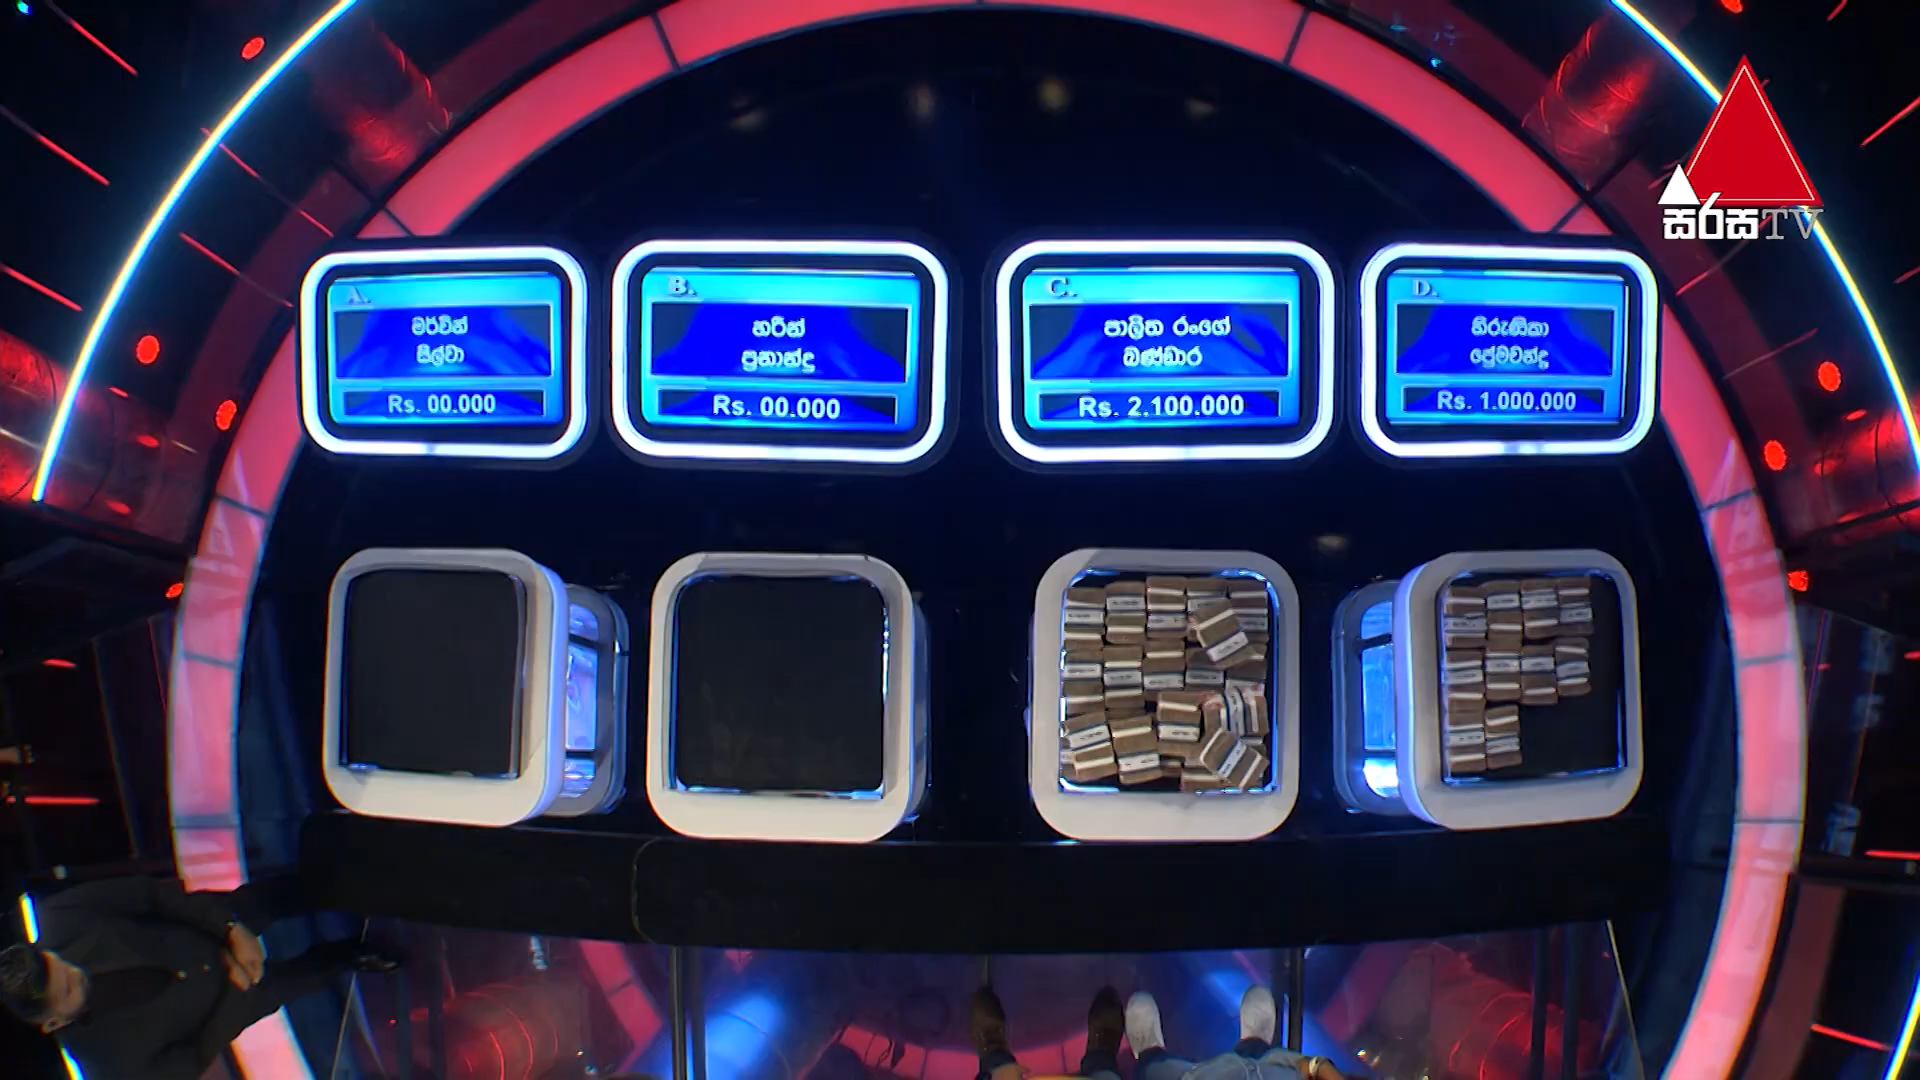 සිරස TV
A.
මර්වින්
සිල්වා
Rs. 00.000
B.
හරීන්
ප්‍රනාන්දු
Rs. 00.000
C.
පාලිත රංගේ
බණ්ඩාර
Rs. 2.100.000
D.
හිරුණිකා
ප්‍රේමචන්ද්‍ර
Rs. 1.000.000